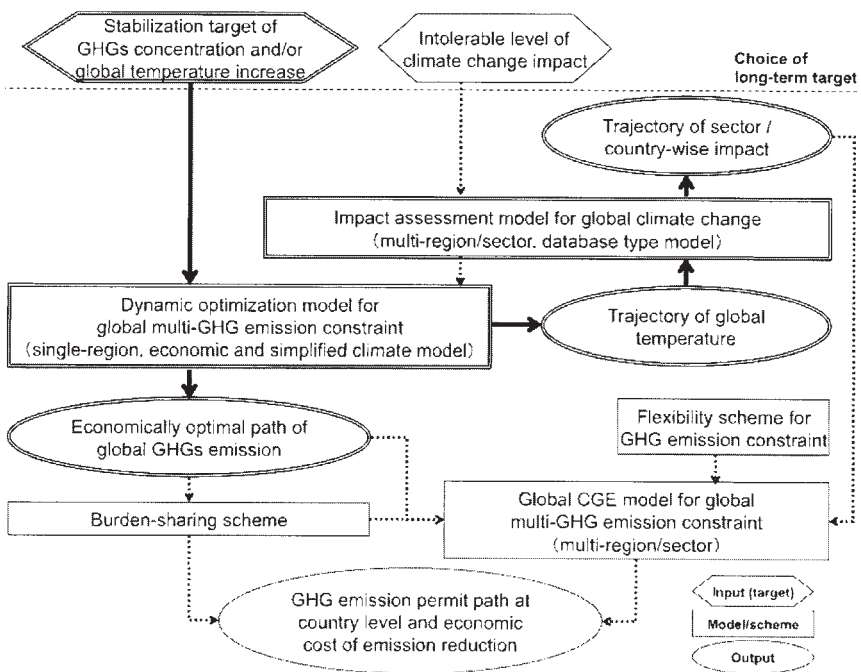 Stabilization target of
GHGs concentration and/or
global temperature increase
Intolerable level of
climate change impact
Choice of
long-term target
Trajectory of sector /
country-wise impact
Impact assessment model for global climate change
(multi-region/sector. database type model)
Dynamic optimization model for
global multi-GHG emission constraint
(single-region, economic and simplified climate model)
Trajectory of global
temperature
Economically optimal path of
global GHGs emission
Flexibility scheme for
GHG emission constraint
Burden-sharing scheme
Global CGE model for global
multi-GHG emission constraint
(multi-region/sector)
GHG emission permit path at
country level and economic
cost of emission reduction
Input (target)
Model/scheme
Output